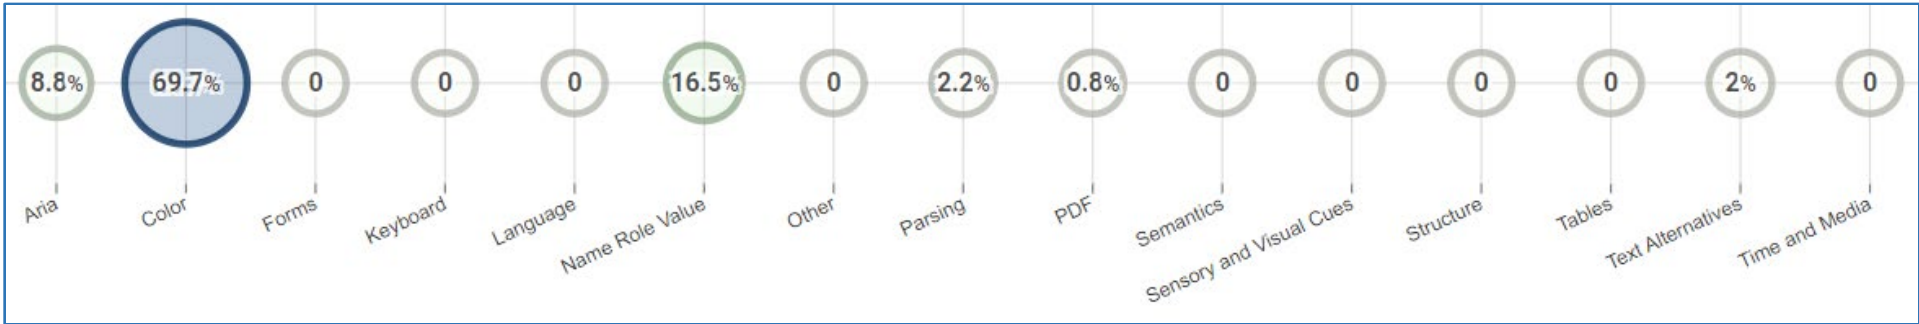 8.8% 69.7% 0 0 0 16.5% 0 2.2% 0.8% 0 0 0 0 2% 0
Aria
Color
Forms
Keyboard
Language
Name Role Value
Other
Parsing
PDF
Semantics
Sensory and Visual Cues
Structure
Tables
Text Alternatives
Time and Media